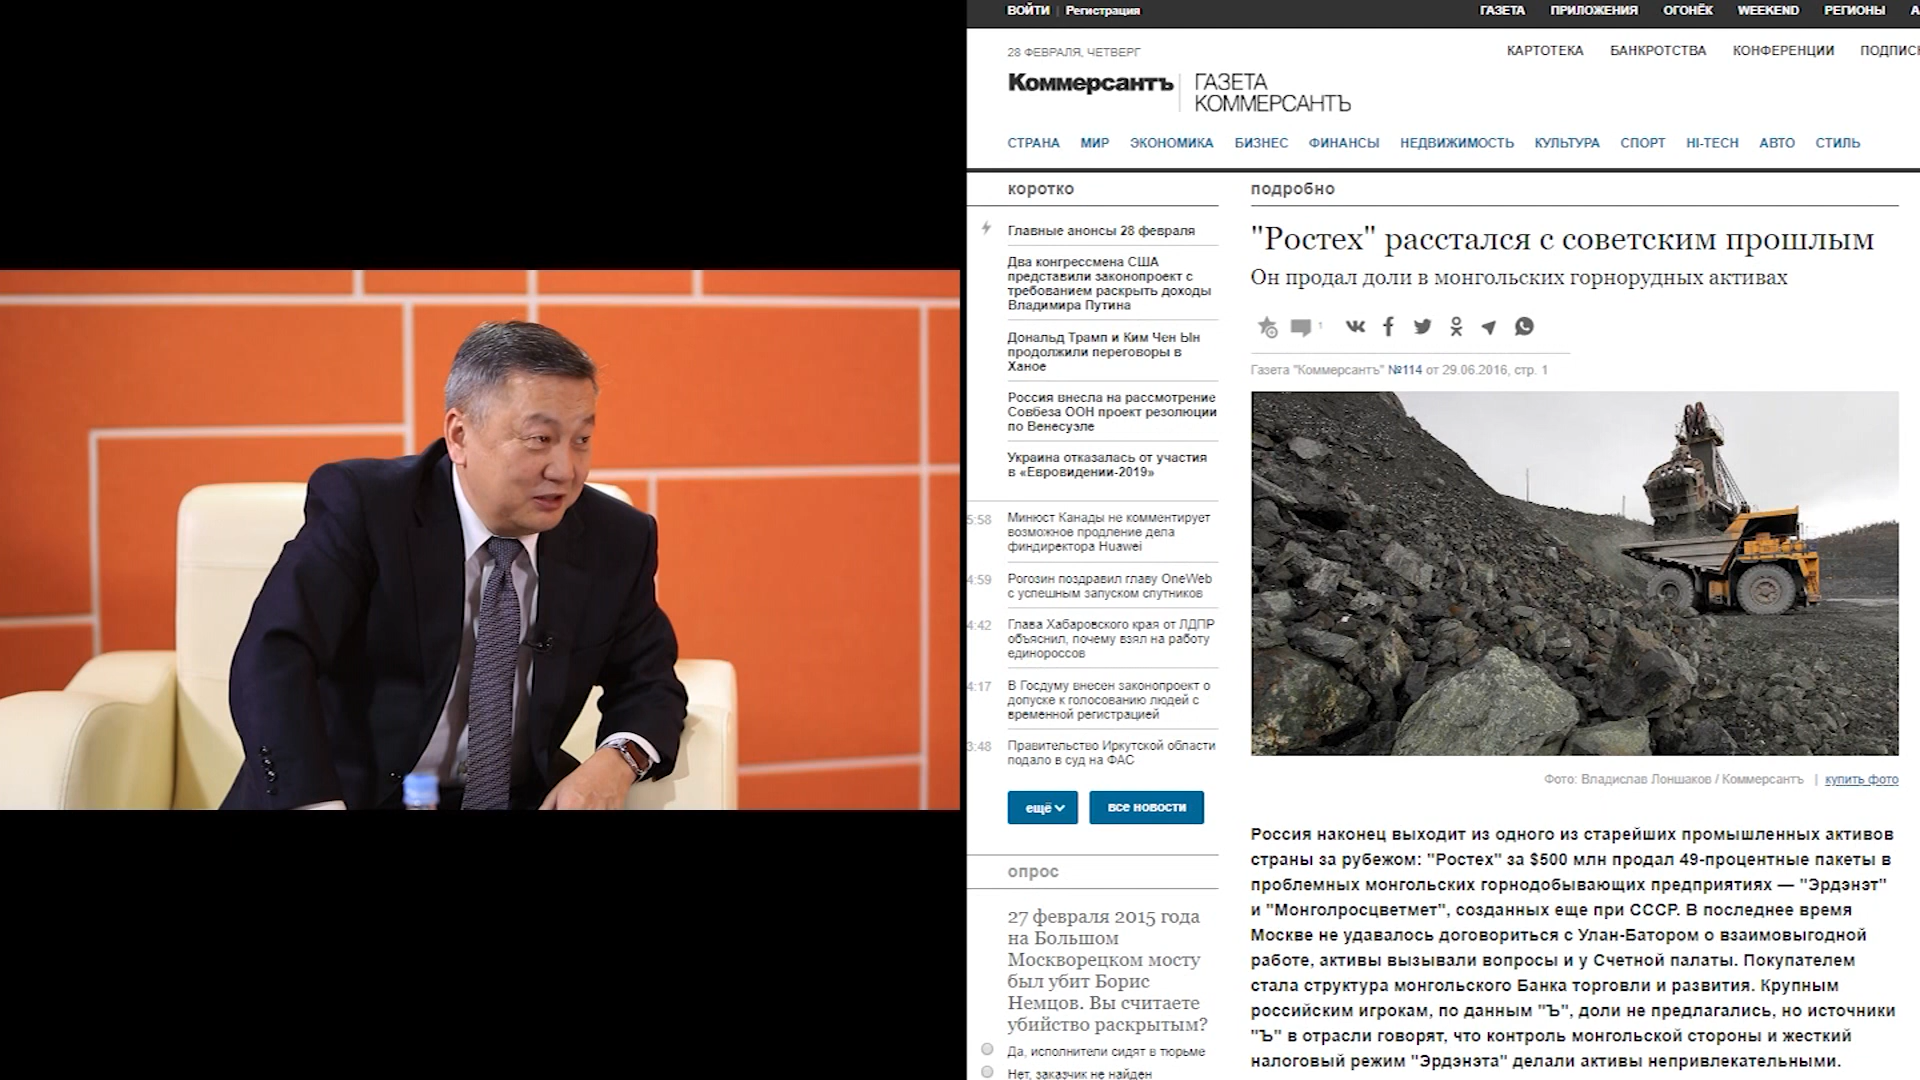 ВОЙТИ | Регистрация
ГАЗЕТА ПРИЛОЖЕНИЯ ОГОНЁК WEEKEND РЕГИОНЫ А
28 ФЕВРАЛЯ, ЧЕТВЕРГ
КАРТОТЕКА БАНКРОТСТВА КОНФЕРЕНЦИИ ПОДПИСК
Коммерсантъ
ГАЗЕТА
КОММЕРСАНТЪ
СТРАНА МИР ЭКОНОМИКА БИЗНЕС ФИНАНСЫ НЕДВИЖИМОСТЬ КУЛЬТУРА СПОРТ HI-TECH АВТО СТИЛЬ
коротко
Главные анонсы 28 февраля
Два конгрессмена США
представили законопроект с
требованием раскрыть доходы
Владимира Путина
Дональд Трамп и Ким Чен Ын
продолжили переговоры в
Ханое
Россия внесла на рассмотрение
Совбеза ООН проект резолюции
по Венесуэле
Украина отказалась от участия
в «Евровидении-2019»
5:58 Минюст Канады не комментирует
возможное продление дела
финдиректора Huawei
4:59 Рогозин поздравил главу OneWeb
с успешным запуском спутников
4:42 Глава Хабаровского края от ЛДПР
объяснил, почему взял на работу
единороссов
4:17 В Госдуму внесен законопроект о
допуске к голосованию людей с
временной регистрацией
3:48 Правительство Иркутской области
подало в суд на ФАС
ещё
все новости
опрос
27 февраля 2015 года
на Большом
Москворецком мосту
был убит Борис
Немцов. Вы считаете
убийство раскрытым?
Да, исполнители сидят в тюрьме
Нет, заказчик не найден
подробно
"Ростех" расстался с советским прошлым
Он продал доли в монгольских горнорудных активах
1
Газета "Коммерсантъ" №114 от 29.06.2016, стр. 1
Фото: Владислав Лоншаков / Коммерсантъ | купить фото
Россия наконец выходит из одного из старейших промышленных активов
страны за рубежом: "Ростех" за $500 млн продал 49-процентные пакеты в
проблемных монгольских горнодобывающих предприятиях — "Эрдэнэт"
и "Монголросцветмет", созданных еще при СССР. В последнее время
Москве не удавалось договориться с Улан-Батором о взаимовыгодной
работе, активы вызывали вопросы и у Счетной палаты. Покупателем
стала структура монгольского Банка торговли и развития. Крупным
российским игрокам, по данным "Ъ", доли не предлагались, но источники
"Ъ" в отрасли говорят, что контроль монгольской стороны и жесткий
налоговый режим "Эрдэнэта" делали активы непривлекательными.